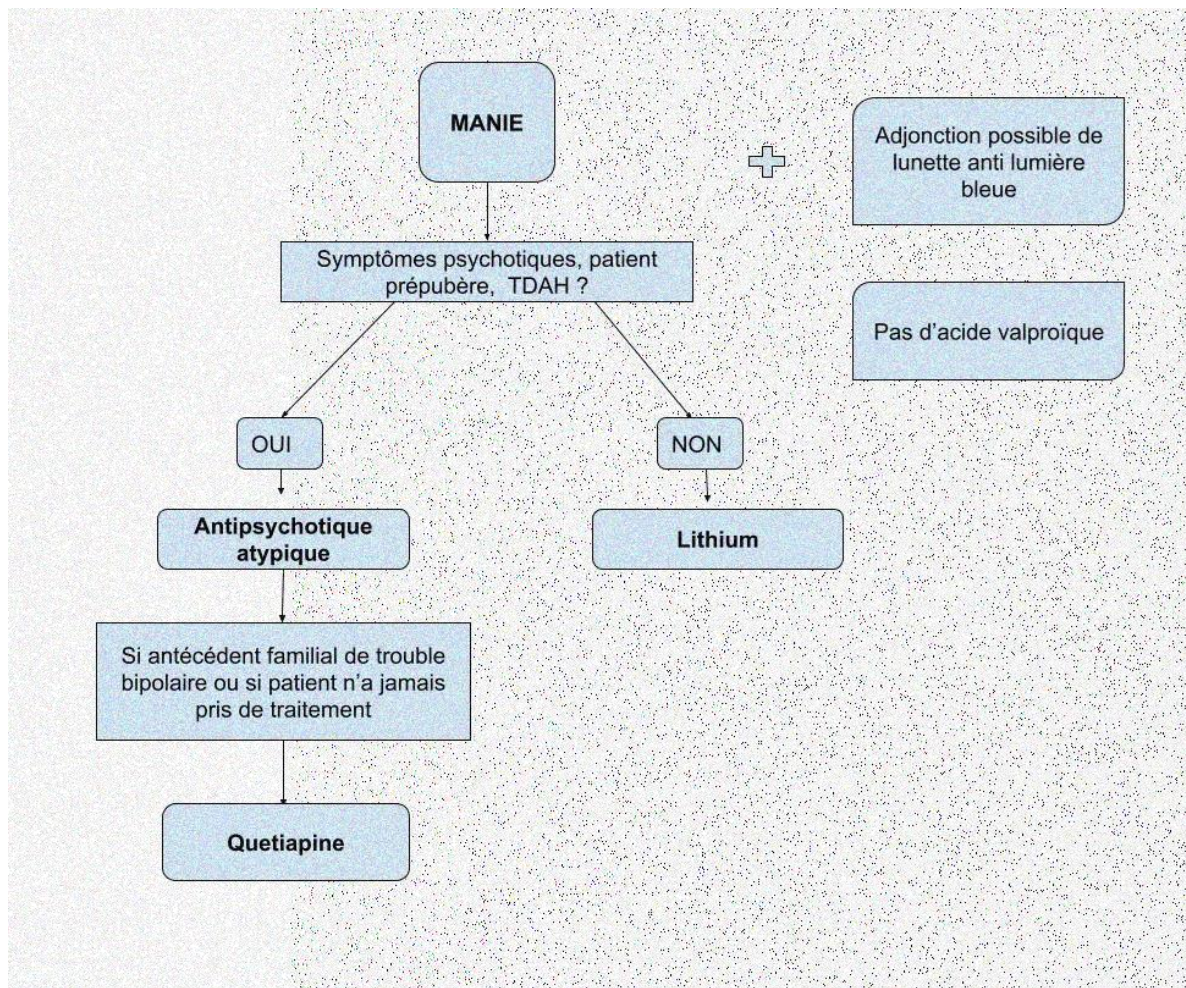 MANIE
Adjonction possible de
lunette anti lumière
bleue
Symptômes psychotiques, patient
prépubère, TDAH ?
Pas d'acide valproïque
OUI
NON
Antipsychotique
atypique
Lithium
Si antécédent familial de trouble
bipolaire ou si patient n'a jamais
pris de traitement
Quetiapine